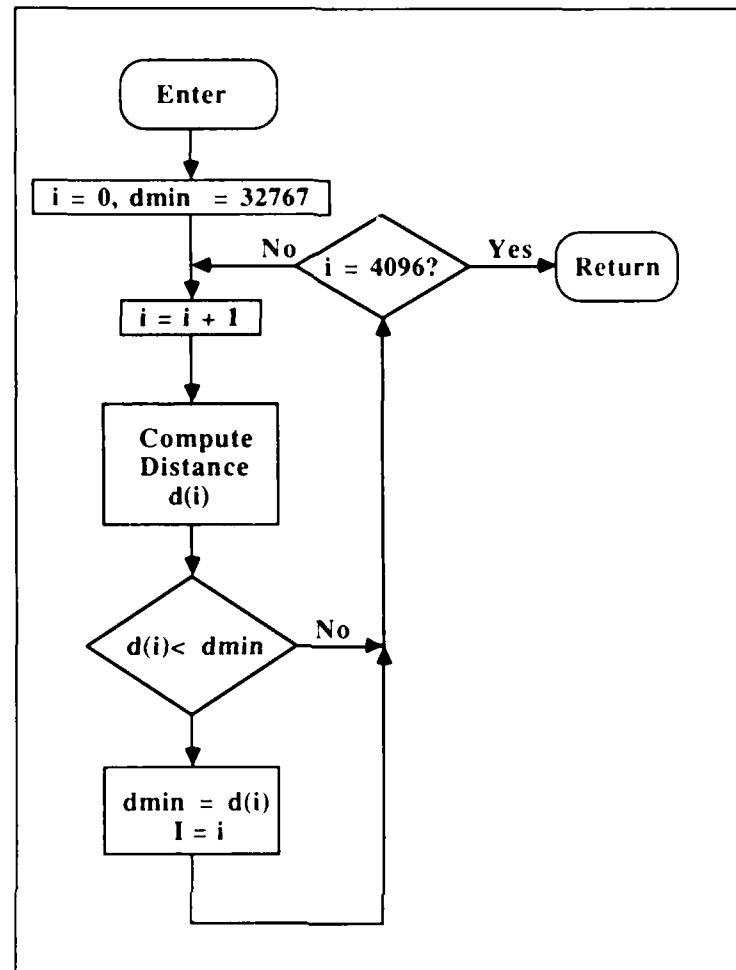 Enter
i = 0, dmin = 32767
No
i = 4096?
Yes
Return
i = i + 1
Compute
Distance
d(i)
d(i)< dmin
No
dmin = d(i)
I = i